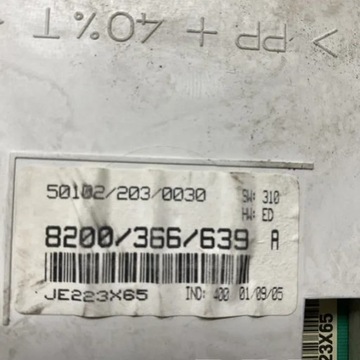 > PP + 40% T
50102/203/0030 SW: 310
HW: ED
8200/366/639 A
JE223X65 IND: 400 01/09/05
23X65